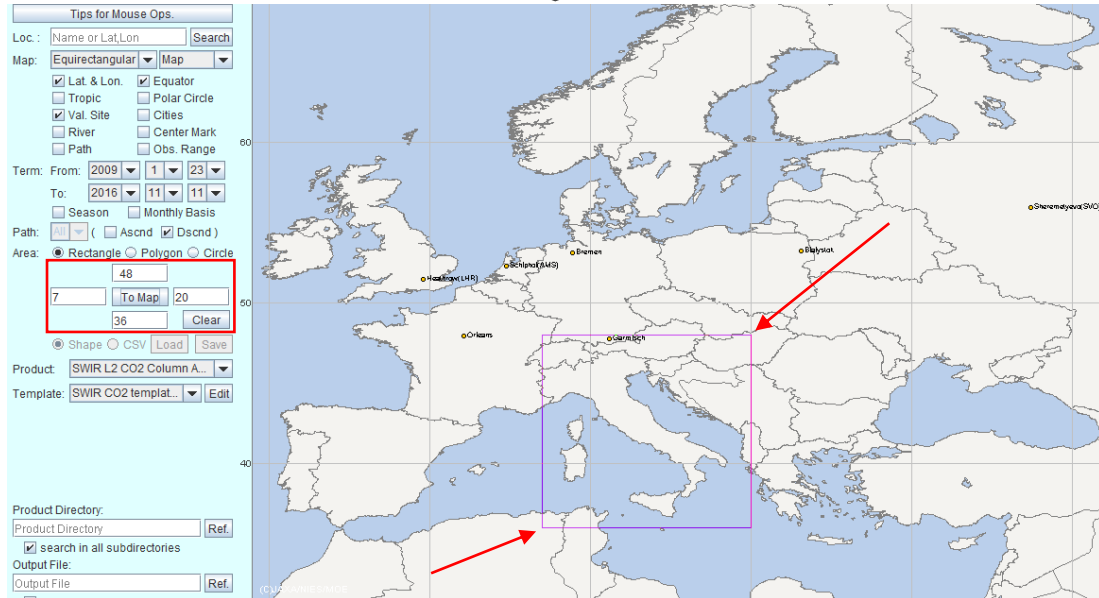 Tips for Mouse Ops.
Loc. : Name or Lat,Lon Search
Map: Equirectangular Map
Lat. & Lon. Equator
Tropic Polar Circle
Val. Site Cities
River Center Mark
Path Obs. Range
Term: From: 2009 1 23
To: 2016 11 11
Season Monthly Basis
Path: All ( Ascnd Dscnd )
Area: Rectangle Polygon Circle
48
7 To Map 20
36 Clear
Shape CSV Load Save
Product: SWIR L2 CO2 Column A...
Template: SWIR CO2 templat... Edit
Product Directory:
Product Directory Ref.
search in all subdirectories
Output File:
Output File Ref.
60
50
40
Sheremetyevo(SVO)
Bremen
Bialystok
Schiphol(AMS)
Heathrow(LHR)
Orleans
Garmisch